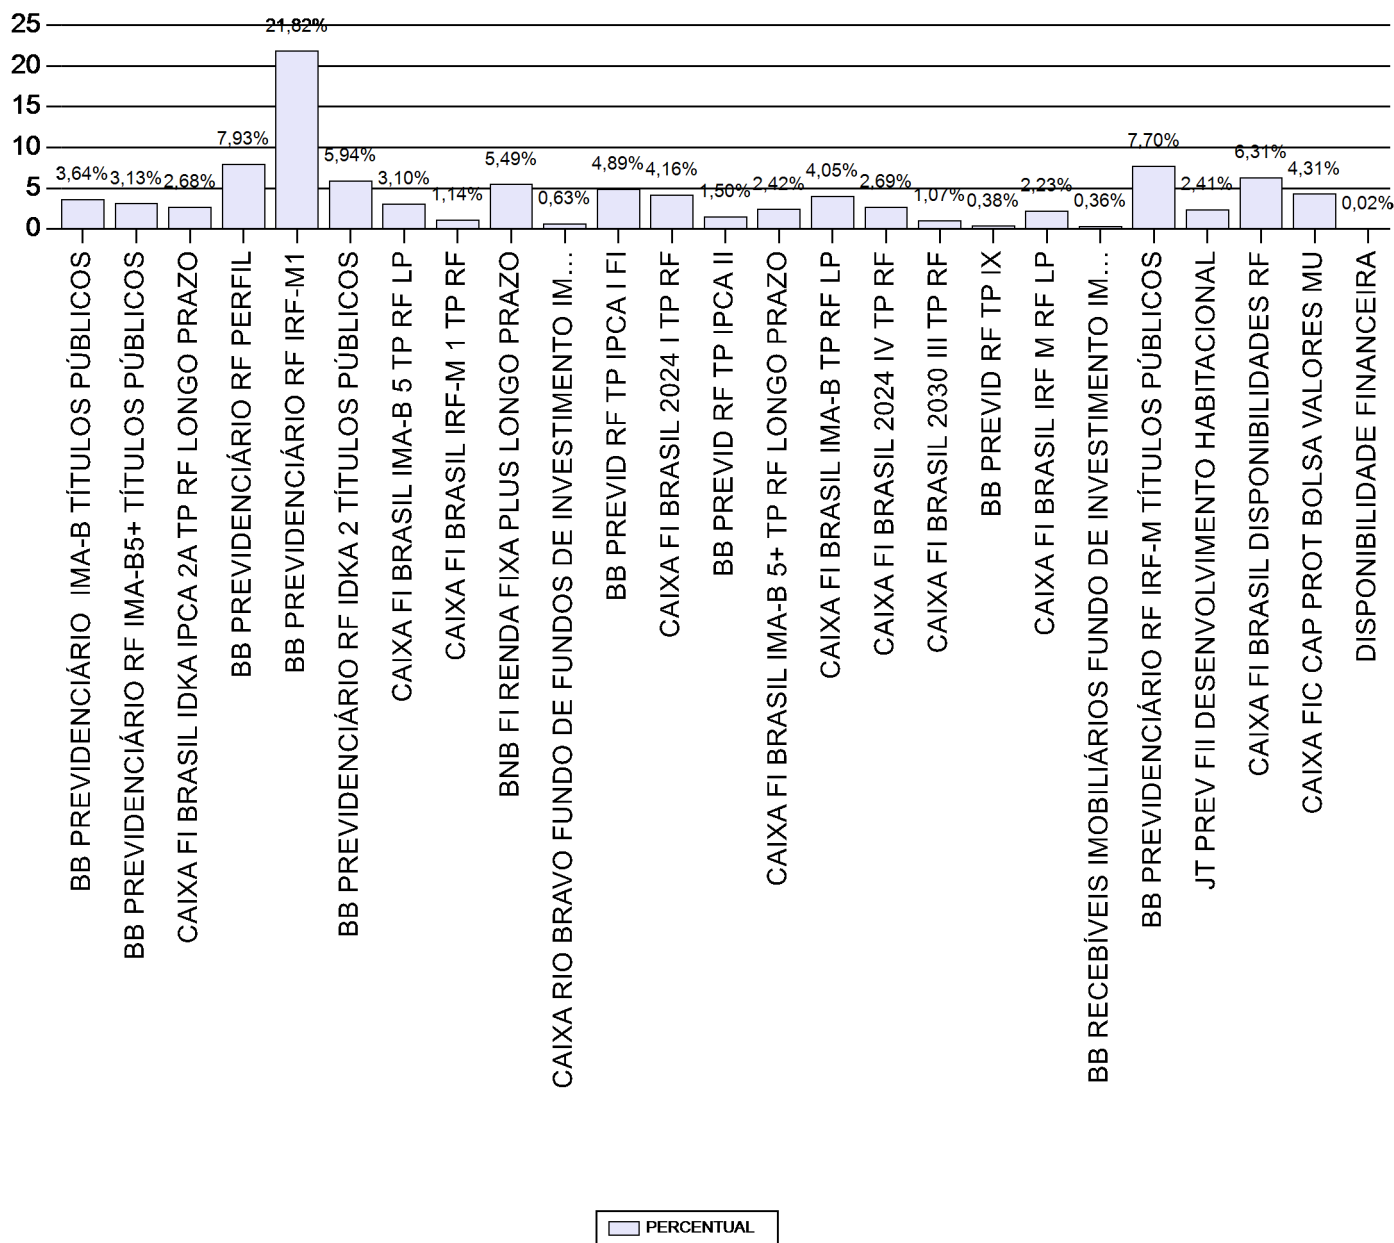 25
20
15
10
5
0
3,64%
3,13%
2,68%
7,93%
21,82%
5,94%
3,10%
1,14%
5,49%
0,63%
4,89%
4,16%
1,50%
2,42%
4,05%
2,69%
1,07%
0,38%
2,23%
0,36%
7,70%
2,41%
6,31%
4,31%
0,02%
BB PREVIDENCIÁRIO  IMA-B TÍTULOS PÚBLICOS
BB PREVIDENCIÁRIO RF IMA-B5+ TÍTULOS PÚBLICOS
CAIXA FI BRASIL IDKA IPCA 2A TP RF LONGO PRAZO
BB PREVIDENCIÁRIO RF PERFIL
BB PREVIDENCIÁRIO RF IRF-M1
BB PREVIDENCIÁRIO RF IDKA 2 TÍTULOS PÚBLICOS
CAIXA FI BRASIL IMA-B 5 TP RF LP
CAIXA FI BRASIL IRF-M 1 TP RF
BNB FI RENDA FIXA PLUS LONGO PRAZO
CAIXA RIO BRAVO FUNDO DE FUNDOS DE INVESTIMENTO IM...
BB PREVID RF TP IPCA I FI
CAIXA FI BRASIL 2024 I TP RF
BB PREVID RF TP IPCA II
CAIXA FI BRASIL IMA-B 5+ TP RF LONGO PRAZO
CAIXA FI BRASIL IMA-B TP RF LP
CAIXA FI BRASIL 2024 IV TP RF
CAIXA FI BRASIL 2030 III TP RF
BB PREVID RF TP IX
CAIXA FI BRASIL IRF M RF LP
BB RECEBÍVEIS IMOBILIÁRIOS FUNDO DE INVESTIMENTO IM...
BB PREVIDENCIÁRIO RF IRF-M TÍTULOS PÚBLICOS
JT PREV FII DESENVOLVIMENTO HABITACIONAL
CAIXA FI BRASIL DISPONIBILIDADES RF
CAIXA FIC CAP PROT BOLSA VALORES MU
DISPONIBILIDADE FINANCEIRA
PERCENTUAL